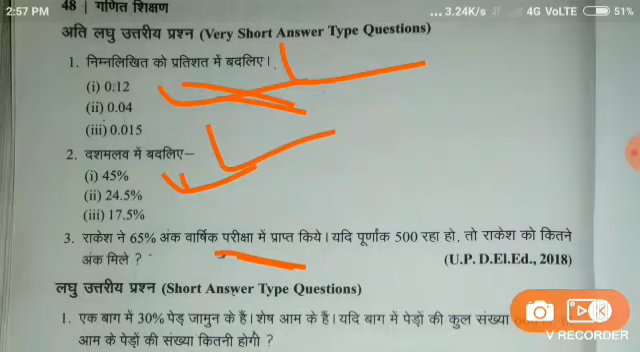 2:57 PM ... 3.24K/s 4G VoLTE 51%
48 | गणित शिक्षण
अति लघु उत्तरीय प्रश्न (Very Short Answer Type Questions)
1. निम्नलिखित को प्रतिशत में बदलिए।
(i) 0.12
(ii) 0.04
(iii) 0.015
2. दशमलव में बदलिए—
(i) 45%
(ii) 24.5%
(iii) 17.5%
3. राकेश ने 65% अंक वार्षिक परीक्षा में प्राप्त किये। यदि पूर्णांक 500 रहा हो, तो राकेश को कितने
अंक मिले ? (U.P. D.El.Ed., 2018)
लघु उत्तरीय प्रश्न (Short Answer Type Questions)
1. एक बाग में 30% पेड़ जामुन के हैं। शेष आम के हैं। यदि बाग में पेड़ों की कुल संख्या
आम के पेड़ों की संख्या कितनी होगी ?
V RECORDER